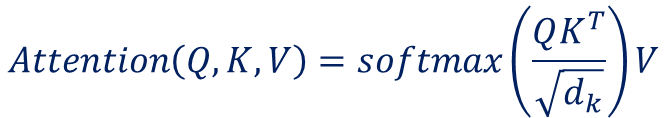 Attention(Q, K, V) = softmax(QK^T / √d_k)V